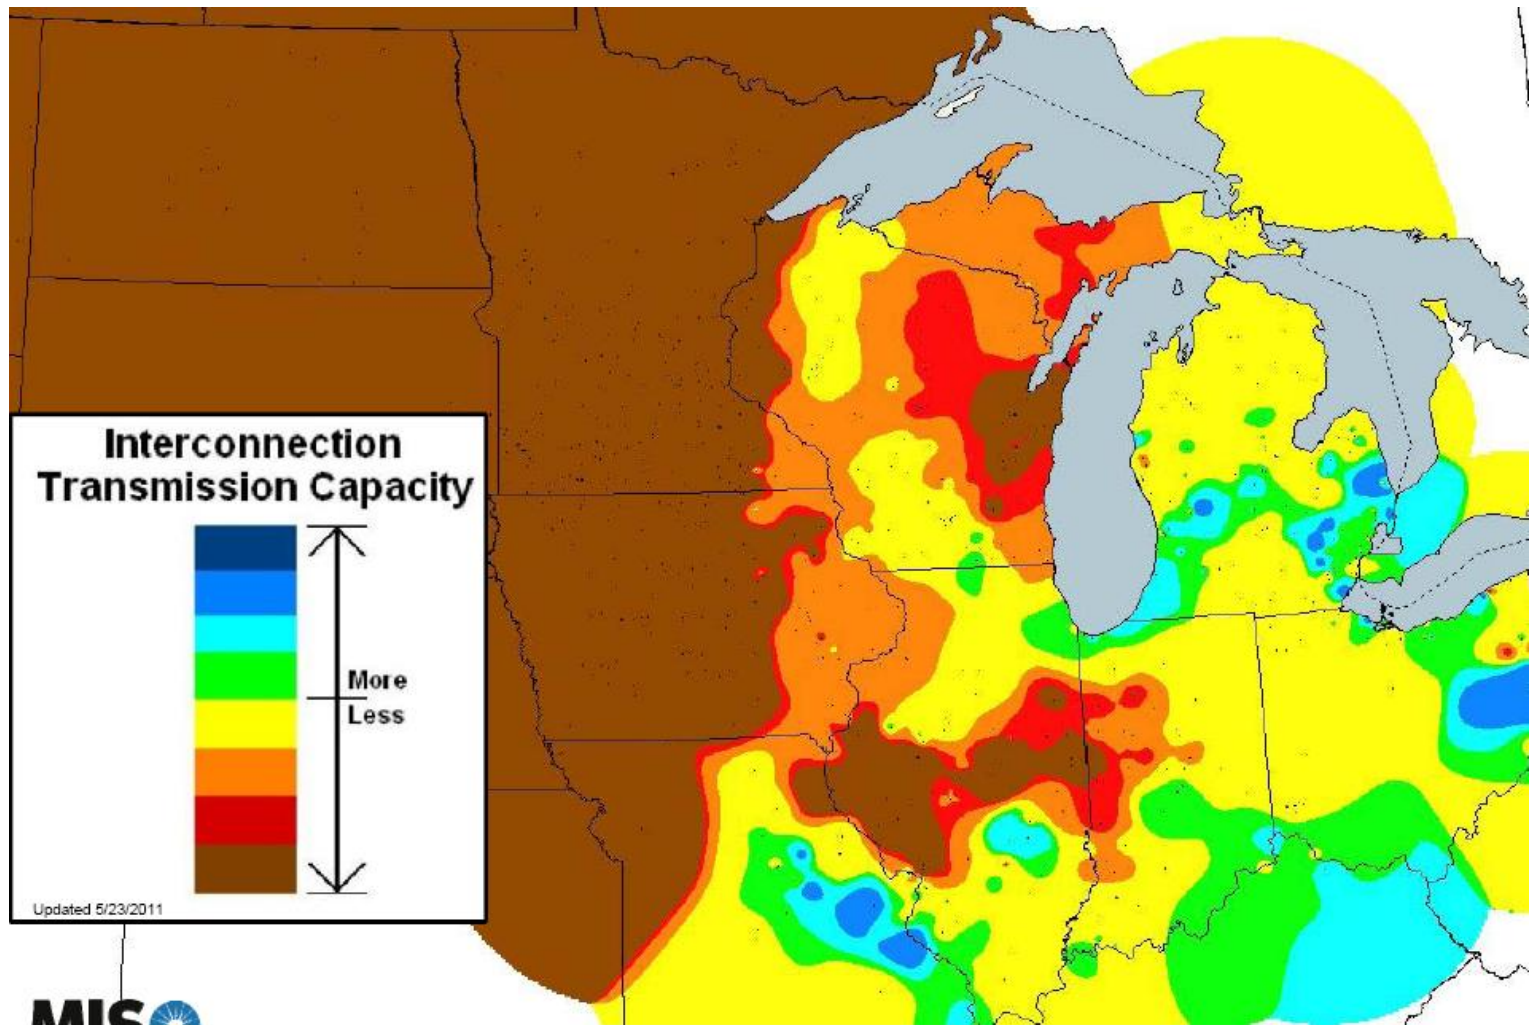 Interconnection
Transmission Capacity
More
Less
Updated 5/23/2011
MISO